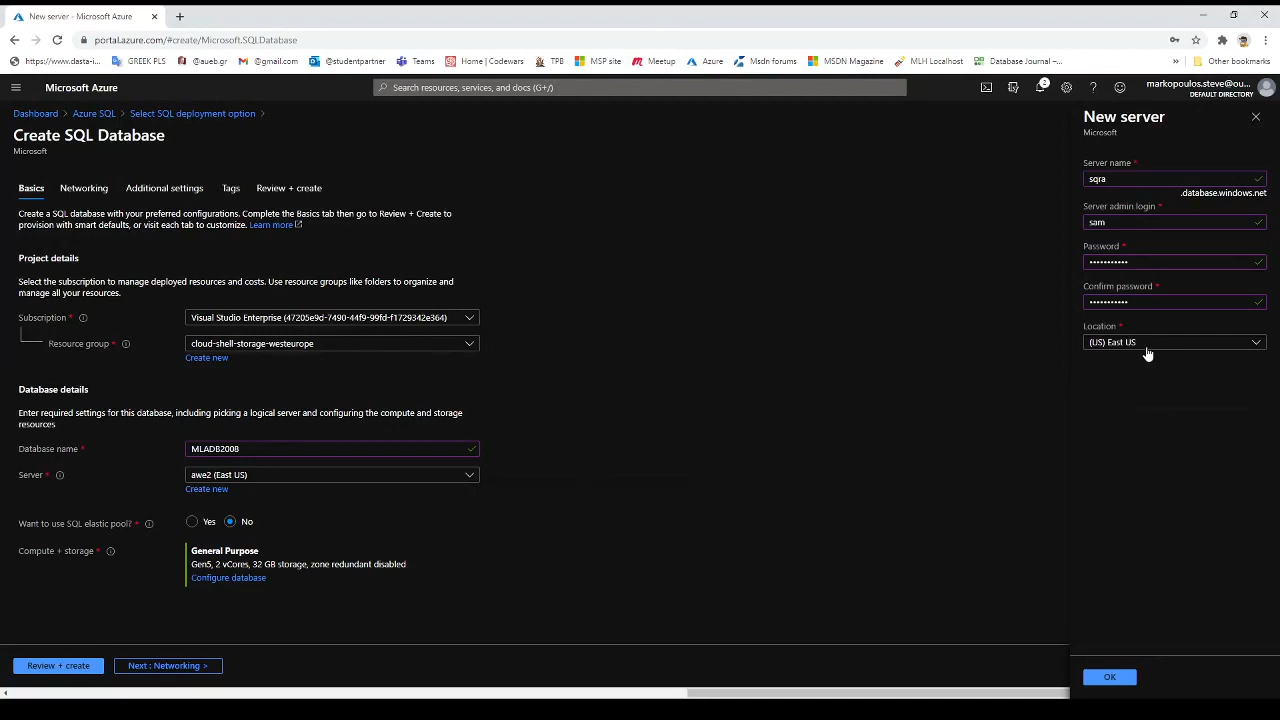 New server - Microsoft Azure
portal.azure.com/#create/Microsoft.SQLDatabase
https://www.dasta-i... GREEK PLS @aueb.gr @gmail.com @studentpartner Teams Home | Codewars TPB MSP site Meetup Azure Msdn forums MSDN Magazine MLH Localhost Database Journal –... » Other bookmarks
Microsoft Azure
Search resources, services, and docs (G+/)
2
markopoulos.steve@ou...
DEFAULT DIRECTORY
Dashboard > Azure SQL > Select SQL deployment option >
Create SQL Database
Microsoft
Basics Networking Additional settings Tags Review + create
Create a SQL database with your preferred configurations. Complete the Basics tab then go to Review + Create to
provision with smart defaults, or visit each tab to customize. Learn more
Project details
Select the subscription to manage deployed resources and costs. Use resource groups like folders to organize and
manage all your resources.
Subscription * Visual Studio Enterprise (47205e9d-7490-44f9-99fd-f1729342e364)
Resource group * cloud-shell-storage-westeurope
Create new
Database details
Enter required settings for this database, including picking a logical server and configuring the compute and storage
resources
Database name * MLADB2008
Server * awe2 (East US)
Create new
Want to use SQL elastic pool? * Yes No
Compute + storage * General Purpose
Gen5, 2 vCores, 32 GB storage, zone redundant disabled
Configure database
Review + create Next : Networking >
New server
Microsoft
Server name *
sqra
.database.windows.net
Server admin login *
sam
Password *
•••••••••••
Confirm password *
•••••••••••
Location *
(US) East US
OK